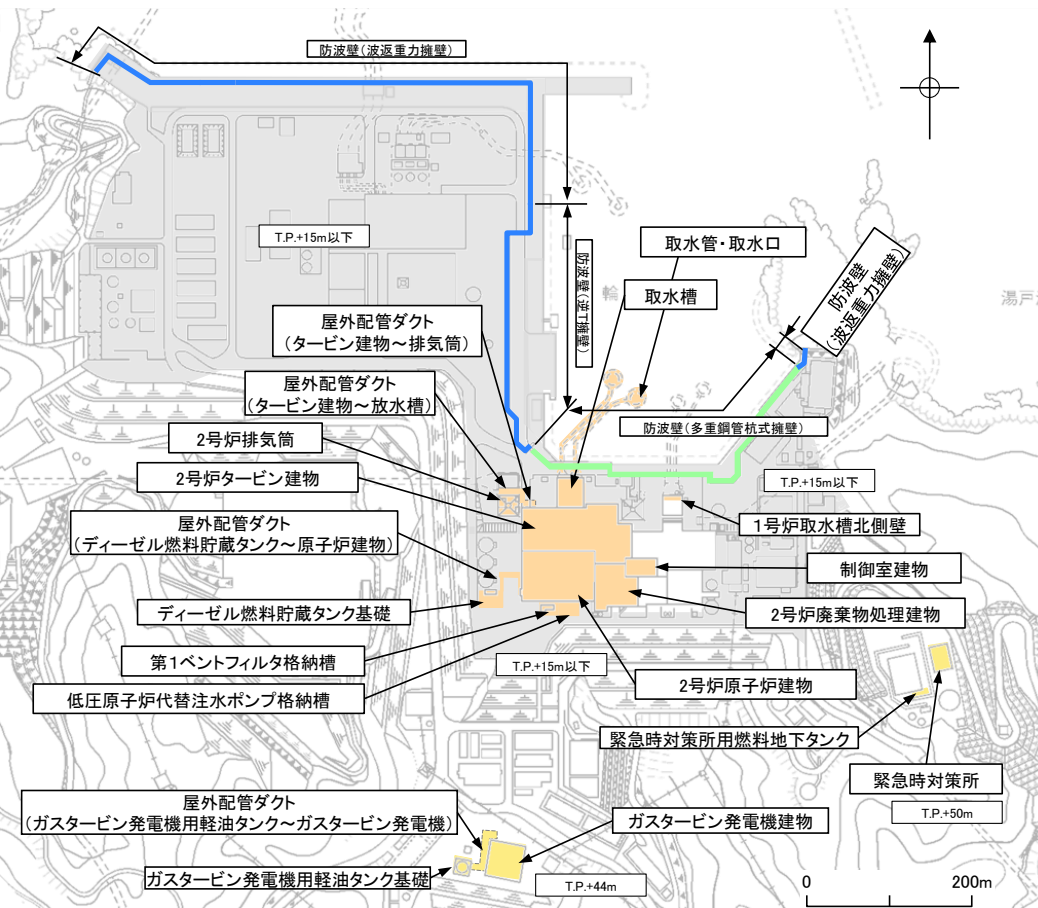 防波壁(波返重力擁壁)
T.P.+15m以下
取水管・取水口
取水槽
防波壁(逆T擁壁)
輪
防波壁
(波返重力擁壁)
屋外配管ダクト
(タービン建物~排気筒)
屋外配管ダクト
(タービン建物~放水槽)
防波壁(多重鋼管杭式擁壁)
2号炉排気筒
2号炉タービン建物
T.P.+15m以下
屋外配管ダクト
(ディーゼル燃料貯蔵タンク~原子炉建物)
1号炉取水槽北側壁
制御室建物
ディーゼル燃料貯蔵タンク基礎
2号炉廃棄物処理建物
第1ベントフィルタ格納槽
T.P.+15m以下
低圧原子炉代替注水ポンプ格納槽
2号炉原子炉建物
緊急時対策所用燃料地下タンク
緊急時対策所
T.P.+50m
屋外配管ダクト
(ガスタービン発電機用軽油タンク~ガスタービン発電機)
ガスタービン発電機建物
ガスタービン発電機用軽油タンク基礎
T.P.+44m
0 200m